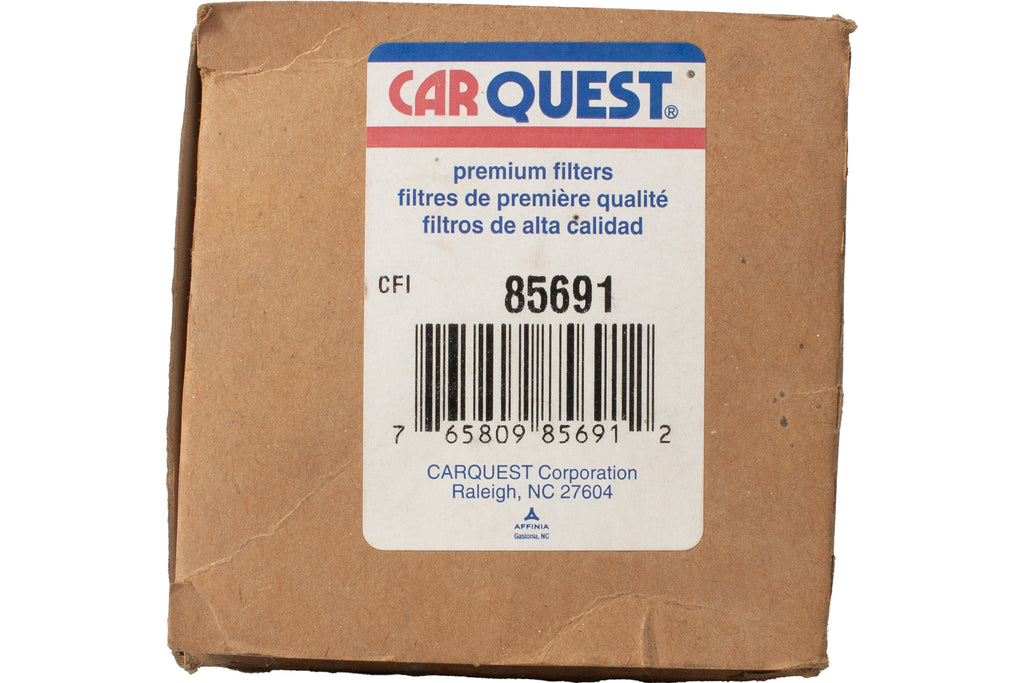 CARQUEST®
premium filters
filtres de première qualité
filtros de alta calidad
CFI 85691
7 65809 85691 2
CARQUEST Corporation
Raleigh, NC 27604
AFFINIA
Gastonia, NC